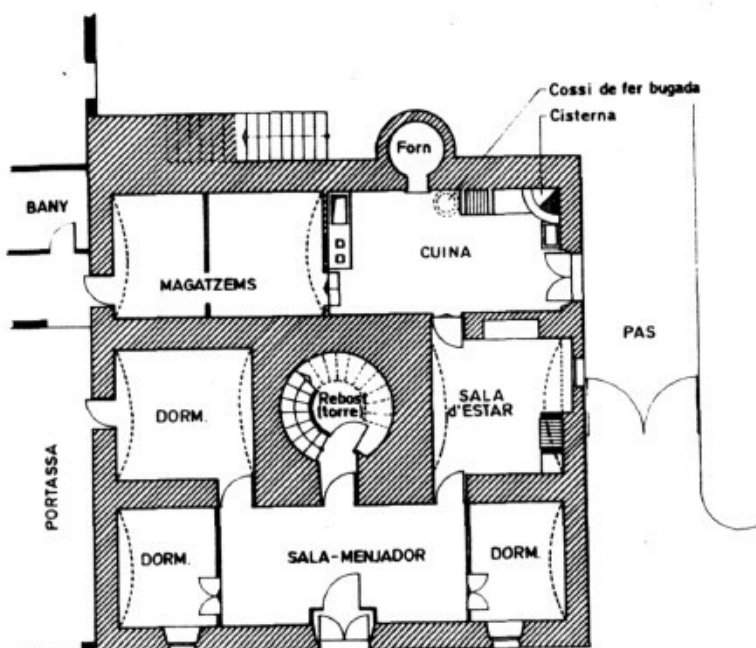 Cossi de fer bugada
Cisterna
Forn
BANY
CUINA
MAGATZEMS
PAS
Rebost
(torre)
SALA
d'ESTAR
DORM.
PORTASSA
DORM.
SALA-MENJADOR
DORM.